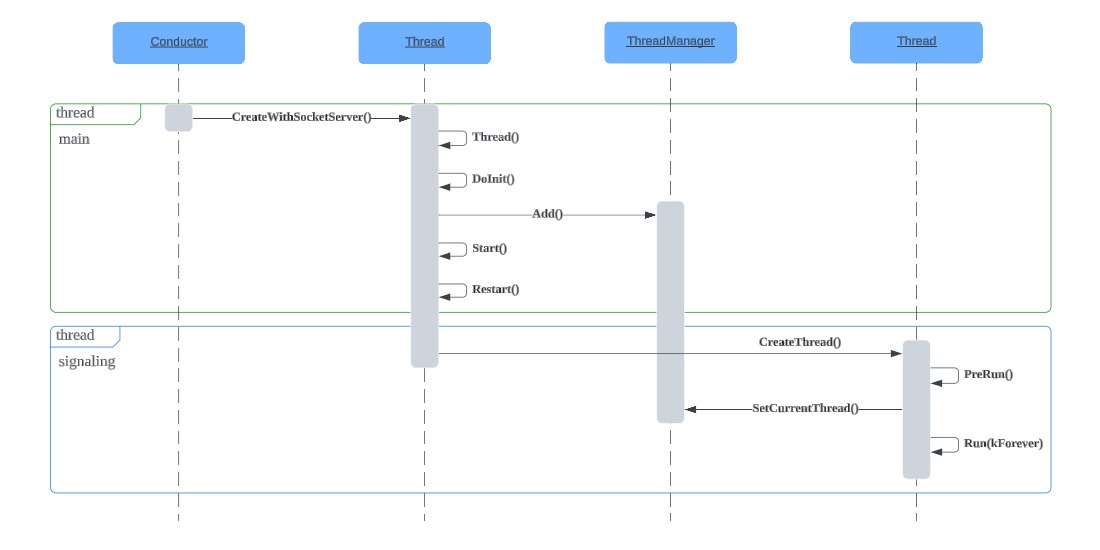 Conductor
Thread
ThreadManager
Thread
thread
main
CreateWithSocketServer()
Thread()
DoInit()
Add()
Start()
Restart()
thread
signaling
CreateThread()
PreRun()
SetCurrentThread()
Run(kForever)